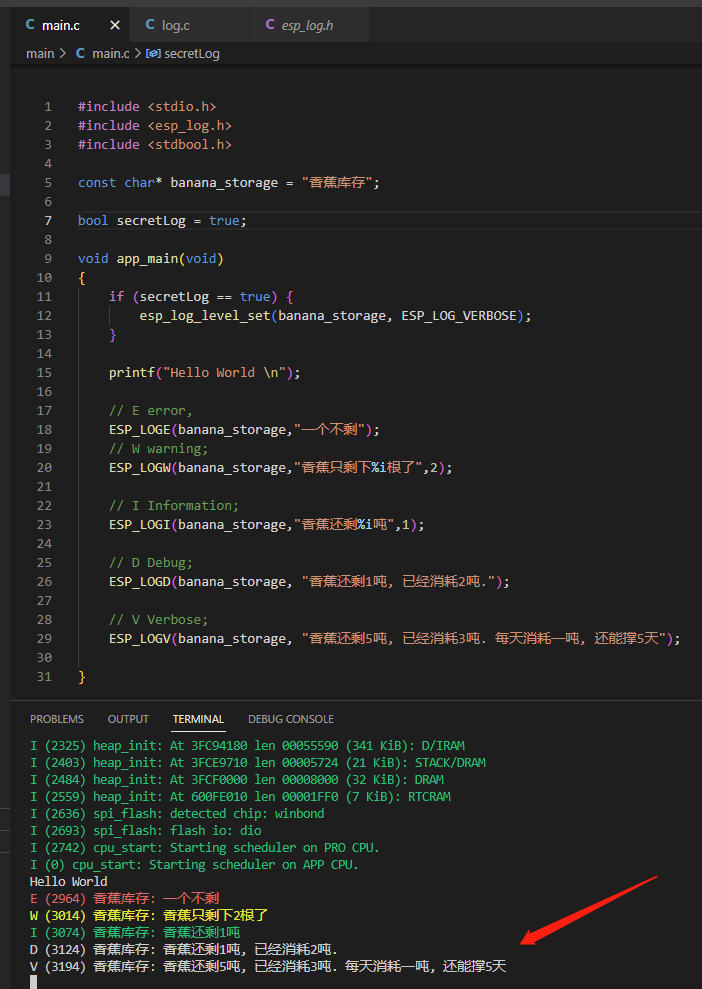 C main.c × C log.c C esp_log.h
main > C main.c > secretLog
1 #include <stdio.h>
2 #include <esp_log.h>
3 #include <stdbool.h>
4
5 const char* banana_storage = "香蕉库存";
6
7 bool secretLog = true;
8
9 void app_main(void)
10 {
11 if (secretLog == true) {
12 esp_log_level_set(banana_storage, ESP_LOG_VERBOSE);
13 }
14
15 printf("Hello World \n");
16
17 // E error,
18 ESP_LOGE(banana_storage,"一个不剩");
19 // W warning;
20 ESP_LOGW(banana_storage,"香蕉只剩下%i根了",2);
21
22 // I Information;
23 ESP_LOGI(banana_storage,"香蕉还剩%i吨",1);
24
25 // D Debug;
26 ESP_LOGD(banana_storage, "香蕉还剩1吨, 已经消耗2吨.");
27
28 // V Verbose;
29 ESP_LOGV(banana_storage, "香蕉还剩5吨, 已经消耗3吨. 每天消耗一吨, 还能撑5天");
30
31 }
PROBLEMS OUTPUT TERMINAL DEBUG CONSOLE
I (2325) heap_init: At 3FC94180 len 00055590 (341 KiB): D/IRAM
I (2403) heap_init: At 3FCE9710 len 00005724 (21 KiB): STACK/DRAM
I (2484) heap_init: At 3FCF0000 len 00008000 (32 KiB): DRAM
I (2559) heap_init: At 600FE010 len 00001FF0 (7 KiB): RTCRAM
I (2636) spi_flash: detected chip: winbond
I (2693) spi_flash: flash io: dio
I (2742) cpu_start: Starting scheduler on PRO CPU.
I (0) cpu_start: Starting scheduler on APP CPU.
Hello World
E (2964) 香蕉库存: 一个不剩
W (3014) 香蕉库存: 香蕉只剩下2根了
I (3074) 香蕉库存: 香蕉还剩1吨
D (3124) 香蕉库存: 香蕉还剩1吨, 已经消耗2吨.
V (3194) 香蕉库存: 香蕉还剩5吨, 已经消耗3吨. 每天消耗一吨, 还能撑5天